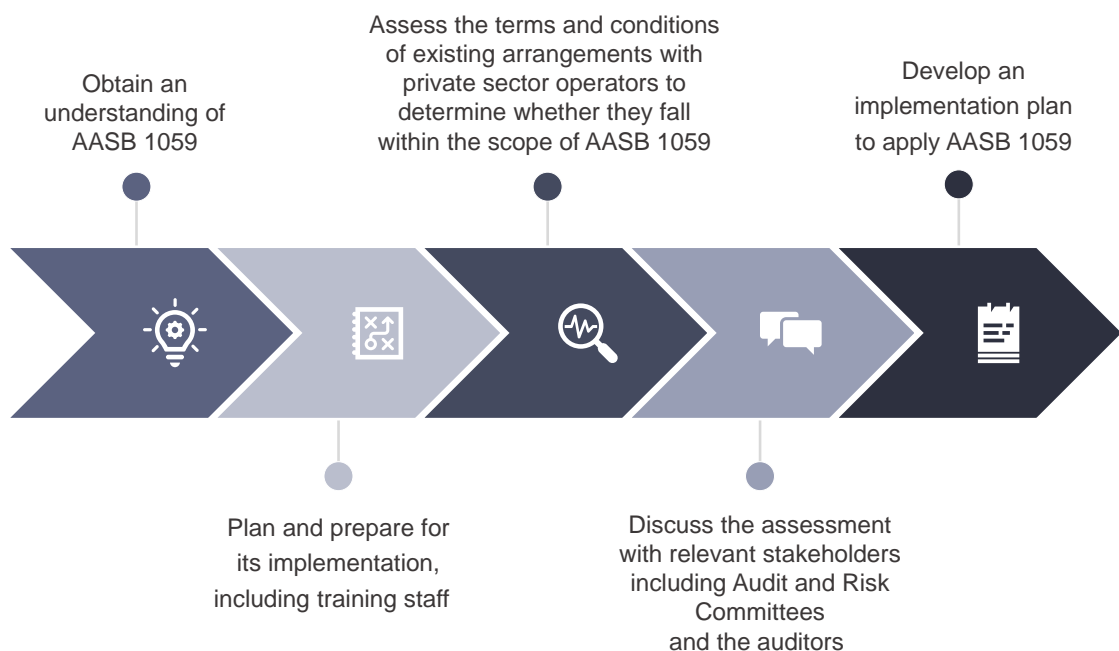 Obtain an
understanding of
AASB 1059
Plan and prepare for
its implementation,
including training staff
Assess the terms and conditions
of existing arrangements with
private sector operators to
determine whether they fall
within the scope of AASB 1059
Discuss the assessment
with relevant stakeholders
including Audit and Risk
Committees
and the auditors
Develop an
implementation plan
to apply AASB 1059